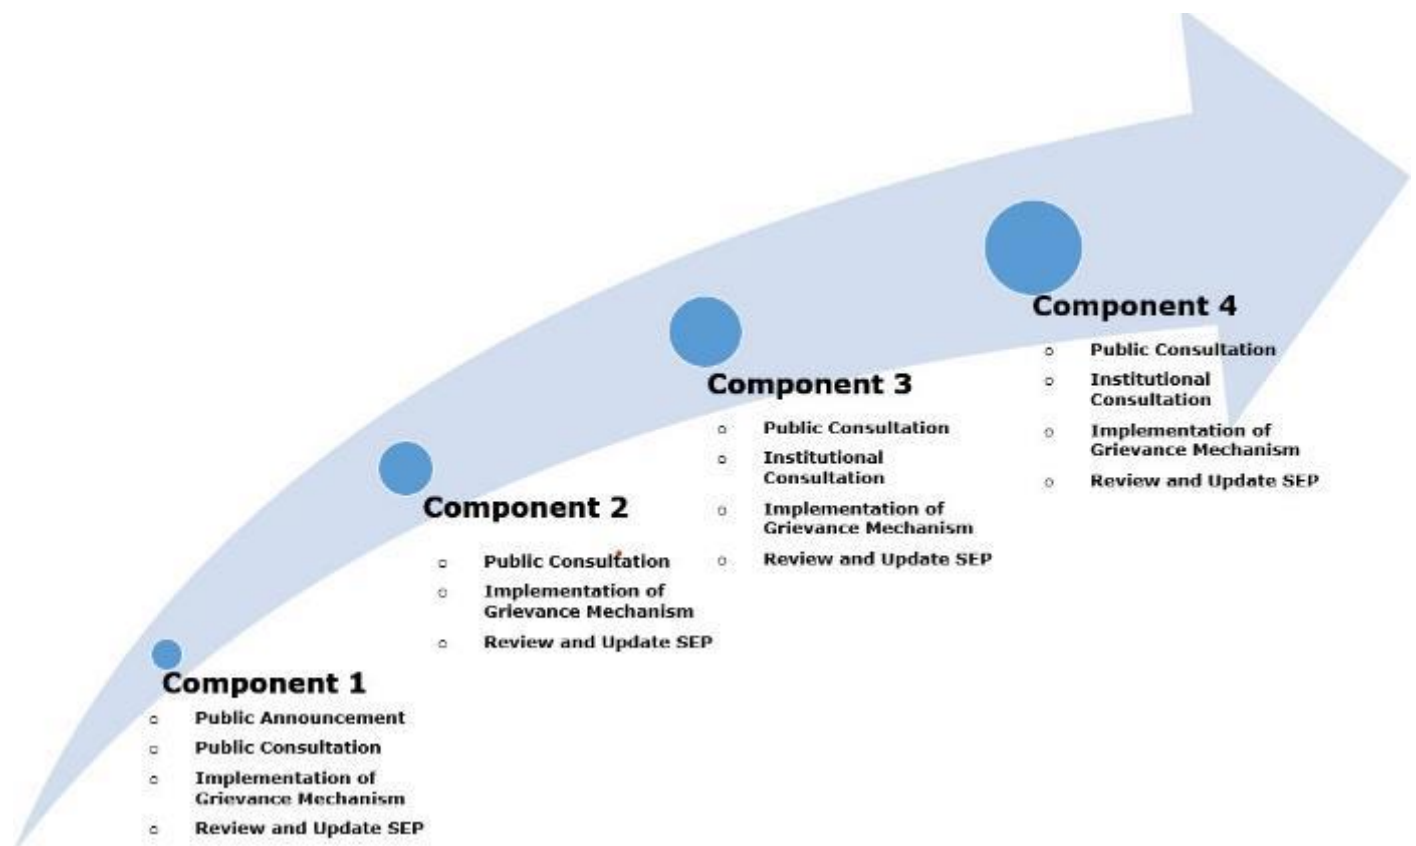 Component 1
○ Public Announcement
○ Public Consultation
○ Implementation of
Grievance Mechanism
○ Review and Update SEP
Component 2
○ Public Consultation
○ Implementation of
Grievance Mechanism
○ Review and Update SEP
Component 3
○ Public Consultation
○ Institutional
Consultation
○ Implementation of
Grievance Mechanism
○ Review and Update SEP
Component 4
○ Public Consultation
○ Institutional
Consultation
○ Implementation of
Grievance Mechanism
○ Review and Update SEP